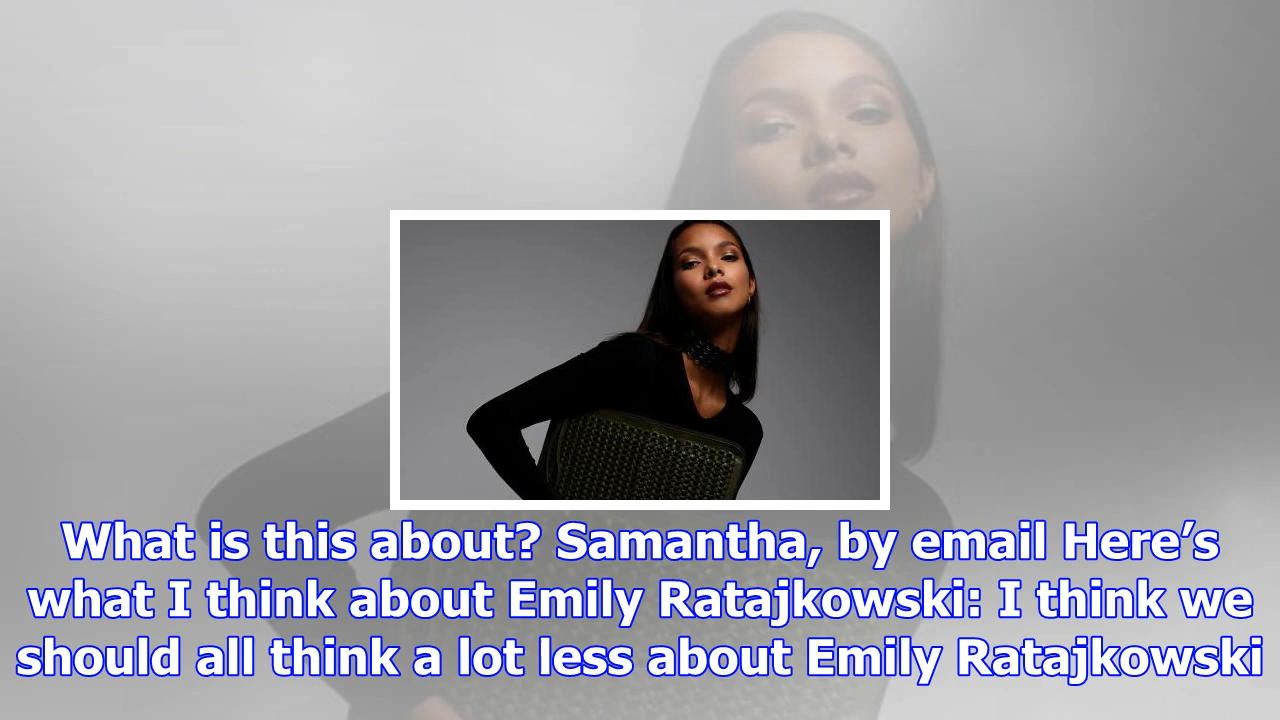 What is this about? Samantha, by email Here’s
what I think about Emily Ratajkowski: I think we
should all think a lot less about Emily Ratajkowski